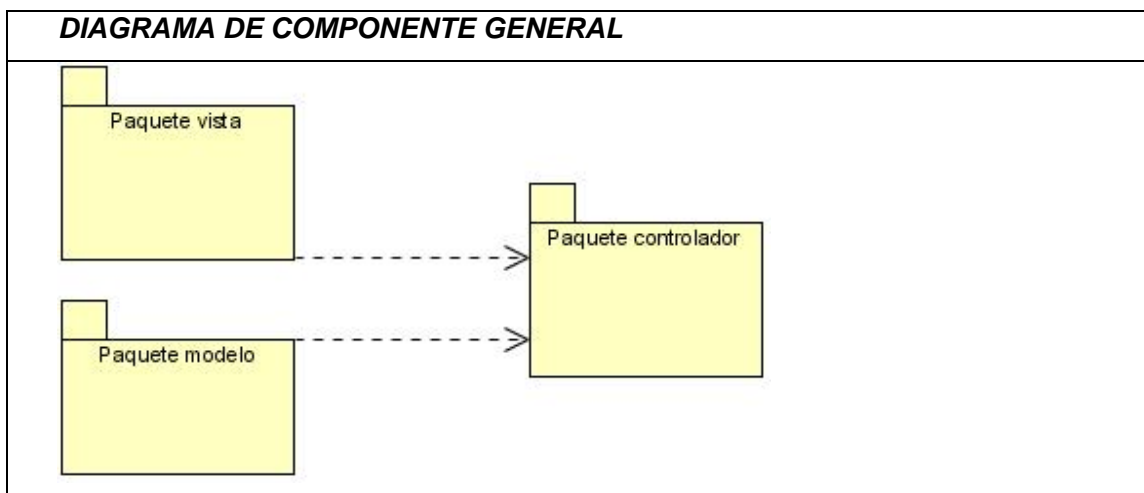 DIAGRAMA DE COMPONENTE GENERAL
Paquete vista
Paquete controlador
Paquete modelo